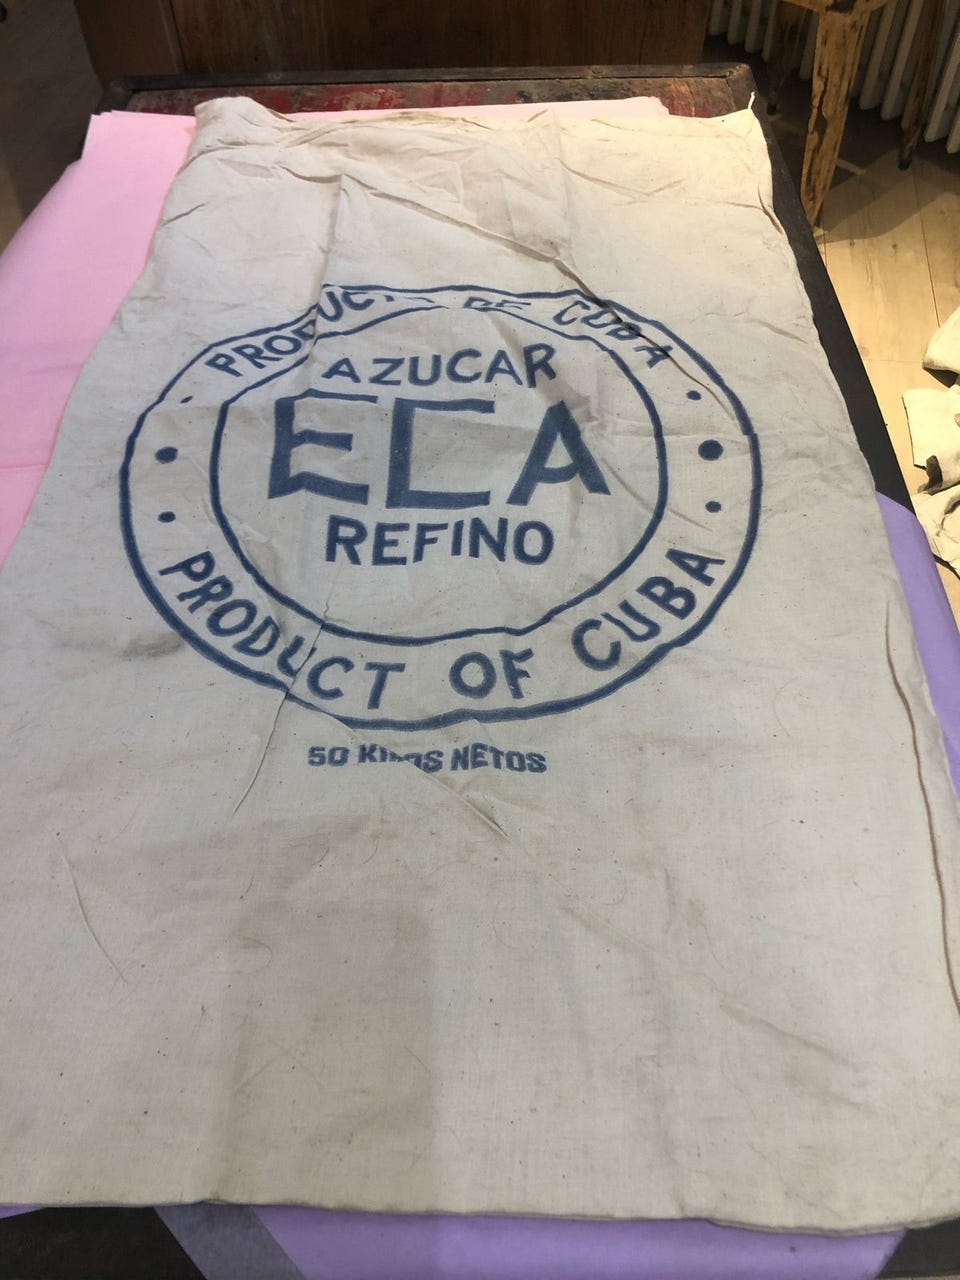 PRODUCTO DE CUBA
AZUCAR
ECA
REFINO
PRODUCT OF CUBA
50 KILOS NETOS